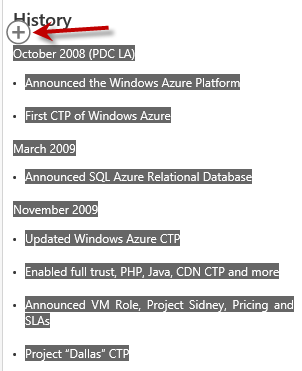 History
October 2008 (PDC LA)
• Announced the Windows Azure Platform
• First CTP of Windows Azure
March 2009
• Announced SQL Azure Relational Database
November 2009
• Updated Windows Azure CTP
• Enabled full trust, PHP, Java, CDN CTP and more
• Announced VM Role, Project Sidney, Pricing and
SLAs
• Project “Dallas” CTP